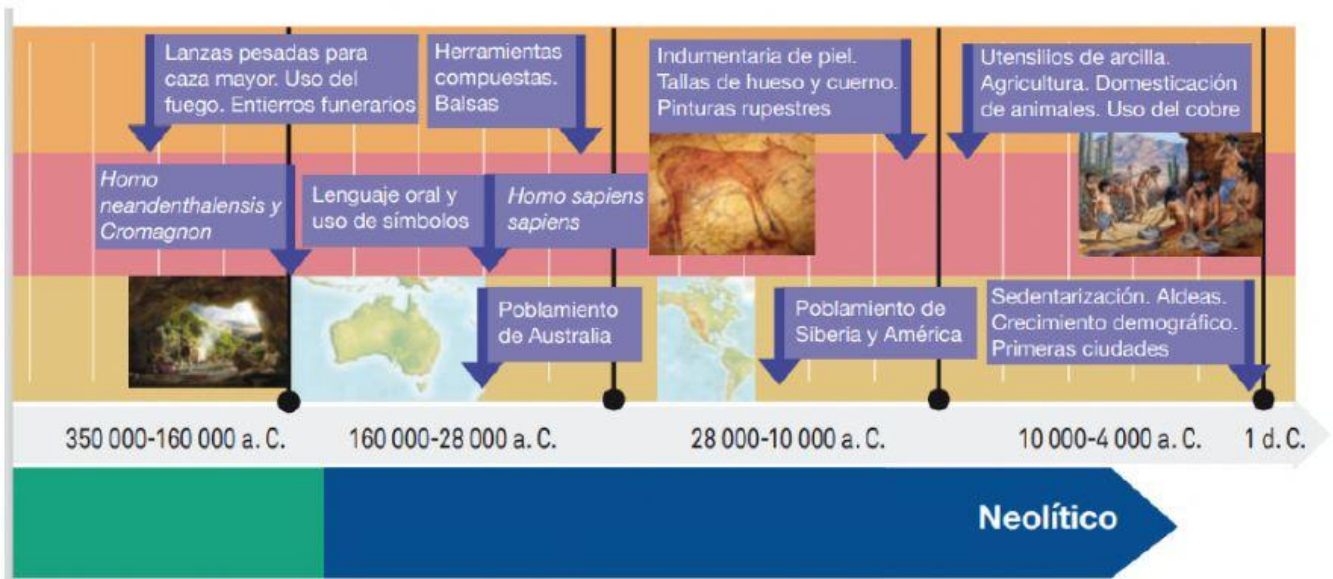 Lanzas pesadas para
caza mayor. Uso del
fuego. Entierros funerarios
Herramientas
compuestas.
Balsas
Indumentaria de piel.
Tallas de hueso y cuerno.
Pinturas rupestres
Utensilios de arcilla.
Agricultura. Domesticación
de animales. Uso del cobre
Homo
neandenthalensis y
Cromagnon
Lenguaje oral y
uso de símbolos
Homo sapiens
sapiens
Poblamiento
de Australia
Poblamiento de
Siberia y América
Sedentarización. Aldeas.
Crecimiento demográfico.
Primeras ciudades
350 000-160 000 a. C.
160 000-28 000 a. C.
28 000-10 000 a. C.
10 000-4 000 a. C.
1 d. C.
Neolítico